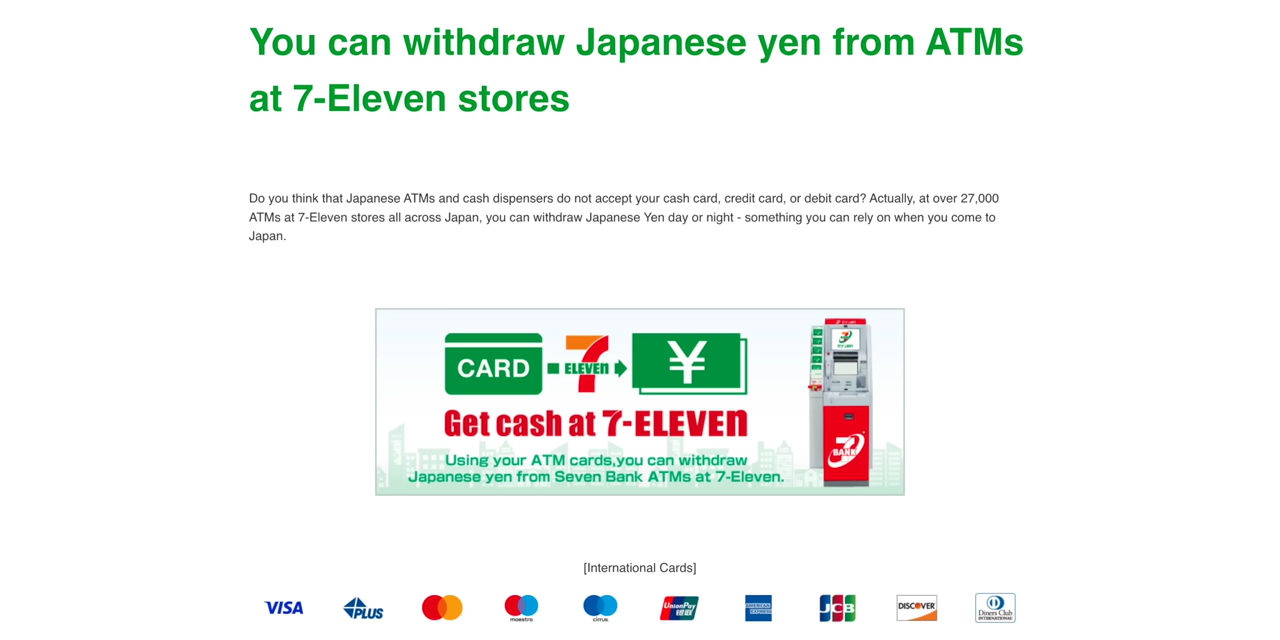 You can withdraw Japanese yen from ATMs
at 7-Eleven stores
Do you think that Japanese ATMs and cash dispensers do not accept your cash card, credit card, or debit card? Actually, at over 27,000
ATMs at 7-Eleven stores all across Japan, you can withdraw Japanese Yen day or night - something you can rely on when you come to
Japan.
CARD
7
ELEVEN
¥
Get cash at 7-ELEVEN
Using your ATM cards,you can withdraw
Japanese yen from Seven Bank ATMs at 7-Eleven.
7
BANK
[International Cards]
VISA
PLUS
maestro
cirrus
UnionPay
银联
AMERICAN
EXPRESS
JCB
DISCOVER
Diners Club
INTERNATIONAL